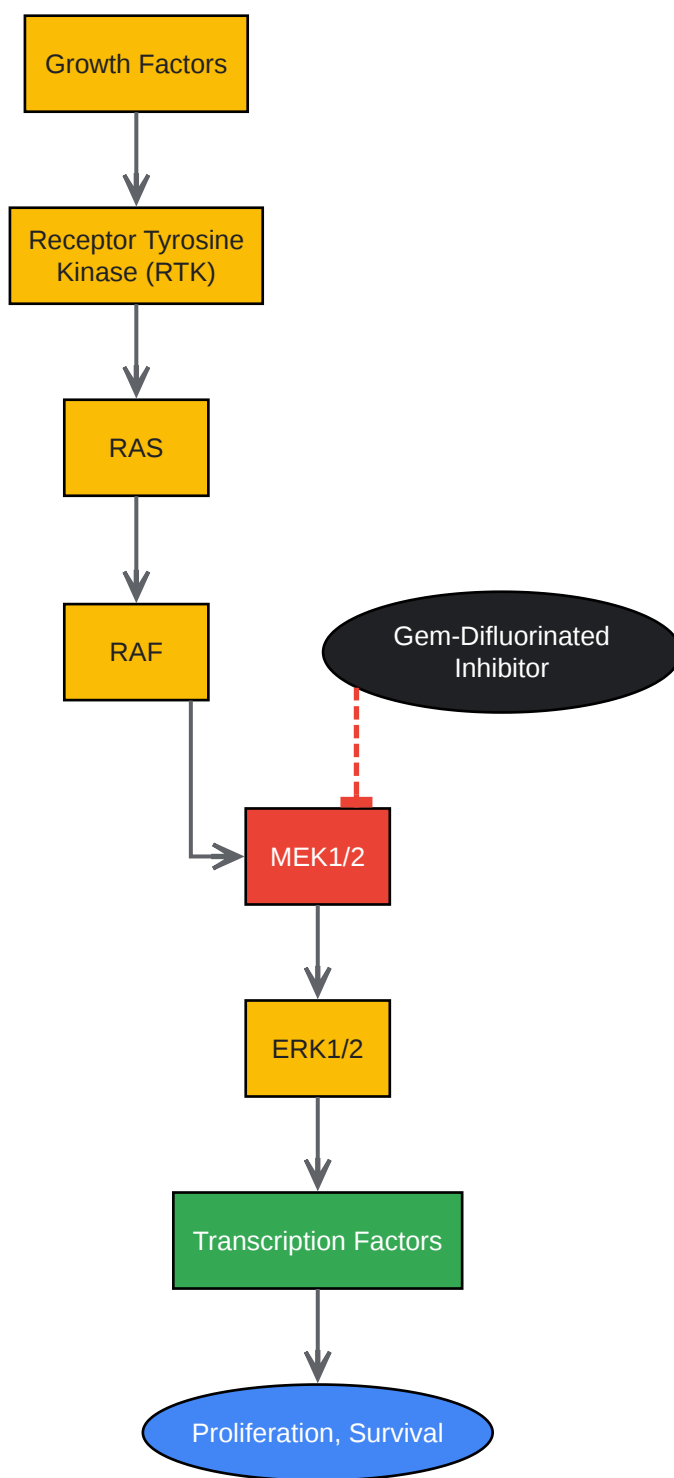 Growth Factors
Receptor Tyrosine
Kinase (RTK)
RAS
RAF
Gem-Difluorinated
Inhibitor
MEK1/2
ERK1/2
Transcription Factors
Proliferation, Survival